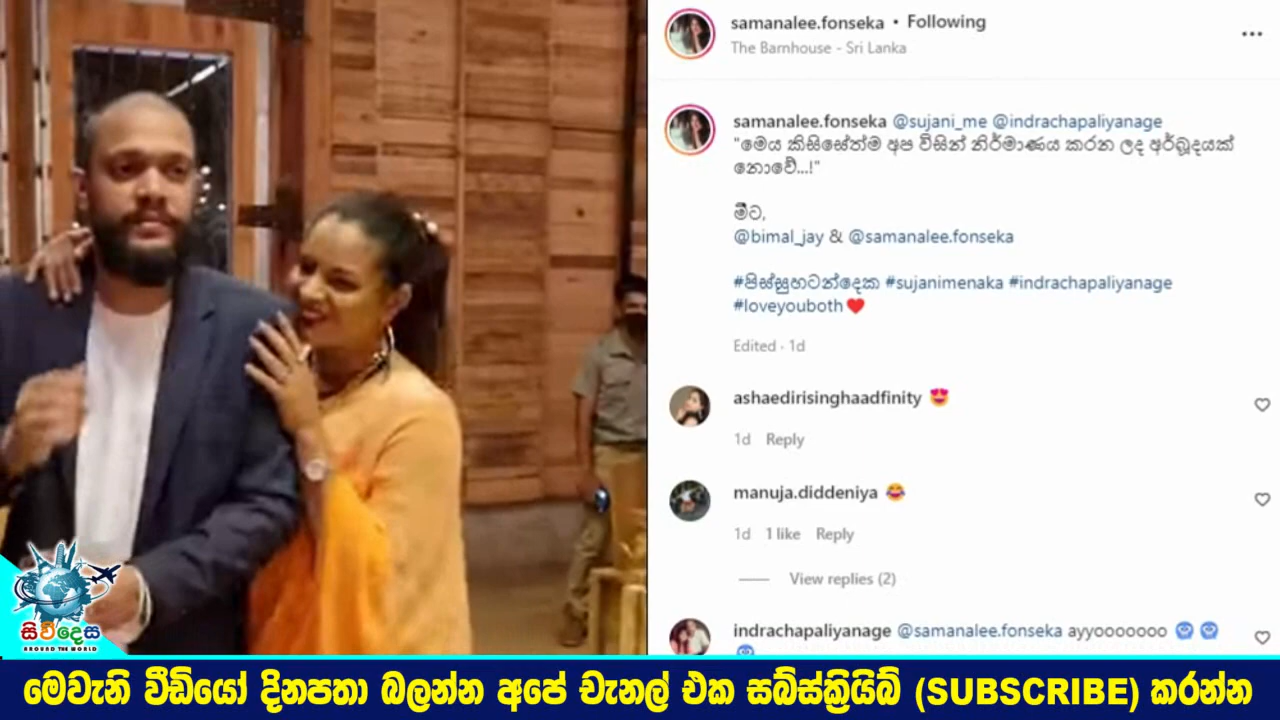 samanalee.fonseka • Following
The Barnhouse - Sri Lanka
samanalee.fonseka @sujani_me @indrachapaliyanage
"මෙය කිසිසේත්ම අප විසින් නිර්මාණය කරන ලද අර්බූදයක්
නොවේ...!"
මීට,
@bimal_jay & @samanalee.fonseka
#පිස්සුහටන්දෙක #sujanimenaka #indrachapaliyanage
#loveyouboth❤️
Edited · 1d
ashaedirisinghaadfinity 😍
1d Reply
manuja.diddeniya 😂
1d 1 like Reply
View replies (2)
indrachapaliyanage @samanalee.fonseka ayyooooooo
සිව්දෙස
AROUND THE WORLD
මෙවැනි වීඩියෝ දිනපතා බලන්න අපේ චැනල් එක සබ්ස්ක්‍රයිබ් (SUBSCRIBE) කරන්න